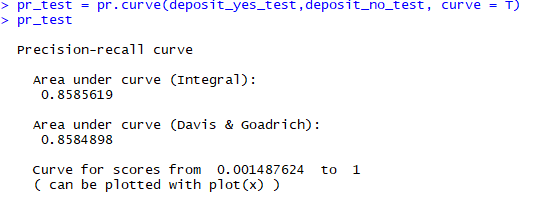 > pr_test = pr.curve(deposit_yes_test,deposit_no_test, curve = T)
> pr_test
Precision-recall curve
Area under curve (Integral):
0.8585619
Area under curve (Davis & Goadrich):
0.8584898
Curve for scores from 0.001487624 to 1
( can be plotted with plot(x) )